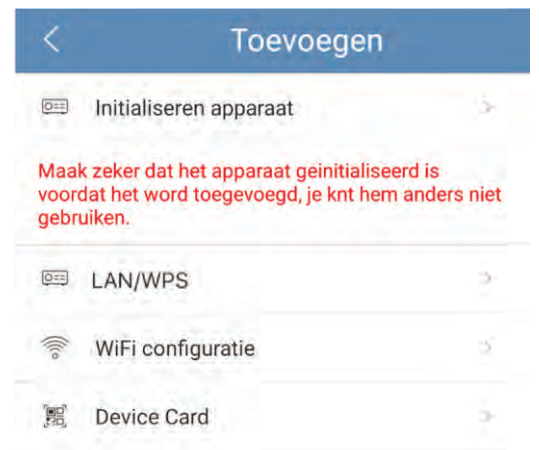 Toevoegen
Initialiseren apparaat
Maak zeker dat het apparaat geinitialiseerd is
voordat het word toegevoegd, je knt hem anders niet
gebruiken.
LAN/WPS
WiFi configuratie
Device Card